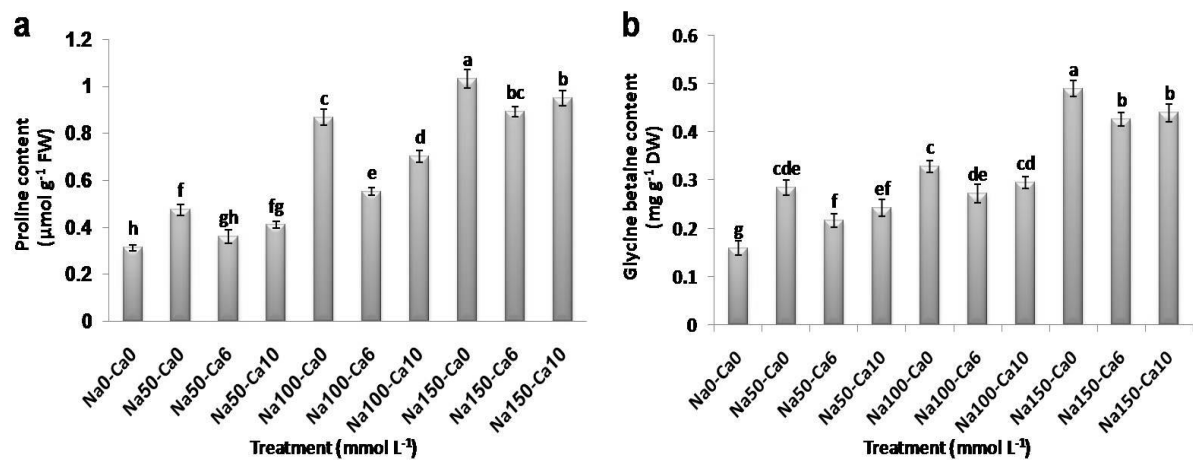 a
Proline content
(µmol g⁻¹ FW)
1.2
1
0.8
0.6
0.4
0.2
0
h
f
gh
fg
c
e
d
a
bc
b
Na0-Ca0
Na50-Ca0
Na50-Ca6
Na50-Ca10
Na100-Ca0
Na100-Ca6
Na100-Ca10
Na150-Ca0
Na150-Ca6
Na150-Ca10
Treatment (mmol L⁻¹)
b
Glycine betaine content
(mg g⁻¹ DW)
0.6
0.5
0.4
0.3
0.2
0.1
0
g
cde
f
ef
c
de
cd
a
b
b
Na0-Ca0
Na50-Ca0
Na50-Ca6
Na50-Ca10
Na100-Ca0
Na100-Ca6
Na100-Ca10
Na150-Ca0
Na150-Ca6
Na150-Ca10
Treatment (mmol L⁻¹)